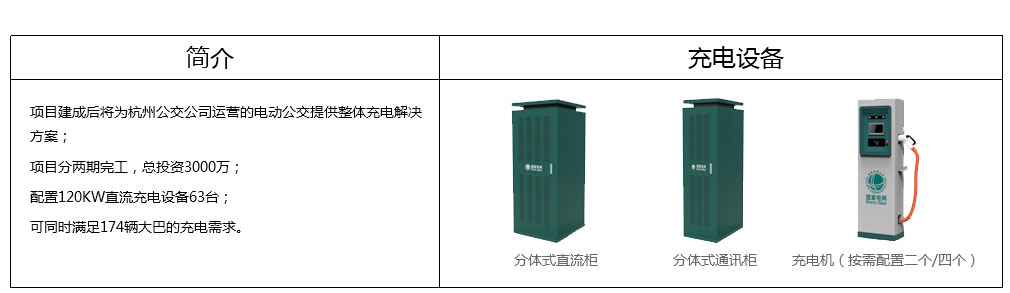 简介
充电设备
项目建成后将为杭州公交公司运营的电动公交提供整体充电解决
方案；
项目分两期完工，总投资3000万；
配置120KW直流充电设备63台；
可同时满足174辆大巴的充电需求。
国家电网
分体式直流柜
分体式通讯柜
充电机（按需配置二个/四个）